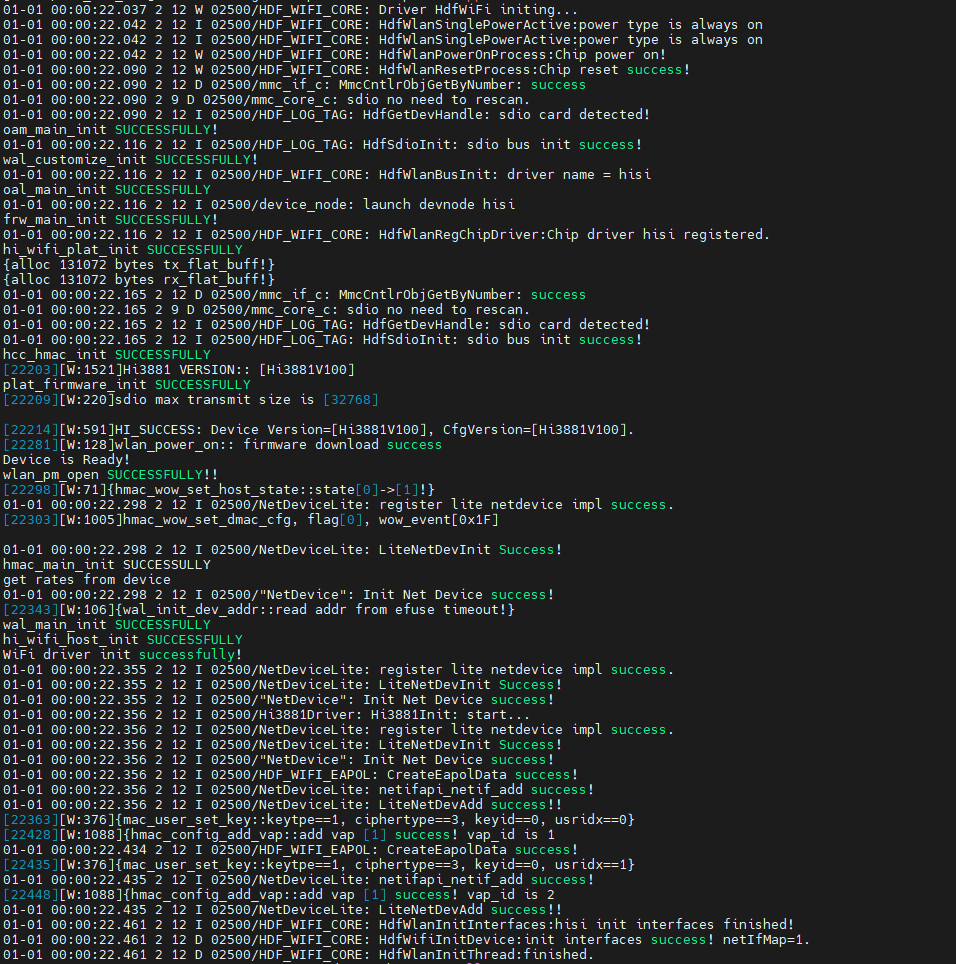 01-01 00:00:22.037 2 12 W 02500/HDF_WIFI_CORE: Driver HdfWiFi initing...
01-01 00:00:22.042 2 12 I 02500/HDF_WIFI_CORE: HdfWlanSinglePowerActive:power type is always on
01-01 00:00:22.042 2 12 I 02500/HDF_WIFI_CORE: HdfWlanSinglePowerActive:power type is always on
01-01 00:00:22.042 2 12 W 02500/HDF_WIFI_CORE: HdfWlanPowerOnProcess:Chip power on!
01-01 00:00:22.090 2 12 W 02500/HDF_WIFI_CORE: HdfWlanResetProcess:Chip reset success!
01-01 00:00:22.090 2 12 D 02500/mmc_if_c: MmcCntlrObjGetByNumber: success
01-01 00:00:22.090 2 9 D 02500/mmc_core_c: sdio no need to rescan.
01-01 00:00:22.090 2 12 I 02500/HDF_LOG_TAG: HdfGetDevHandle: sdio card detected!
oam_main_init SUCCESSFULLY!
01-01 00:00:22.116 2 12 I 02500/HDF_LOG_TAG: HdfSdioInit: sdio bus init success!
wal_customize_init SUCCESSFULLY!
01-01 00:00:22.116 2 12 I 02500/HDF_WIFI_CORE: HdfWlanBusInit: driver name = hisi
oal_main_init SUCCESSFULLY
01-01 00:00:22.116 2 12 I 02500/device_node: launch devnode hisi
frw_main_init SUCCESSFULLY!
01-01 00:00:22.116 2 12 I 02500/HDF_WIFI_CORE: HdfWlanRegChipDriver:Chip driver hisi registered.
hi_wifi_plat_init SUCCESSFULLY
{alloc 131072 bytes tx_flat_buff!}
{alloc 131072 bytes rx_flat_buff!}
01-01 00:00:22.165 2 12 D 02500/mmc_if_c: MmcCntlrObjGetByNumber: success
01-01 00:00:22.165 2 9 D 02500/mmc_core_c: sdio no need to rescan.
01-01 00:00:22.165 2 12 I 02500/HDF_LOG_TAG: HdfGetDevHandle: sdio card detected!
01-01 00:00:22.165 2 12 I 02500/HDF_LOG_TAG: HdfSdioInit: sdio bus init success!
hcc_hmac_init SUCCESSFULLY
[22203][W:1521]Hi3881 VERSION:: [Hi3881V100]
plat_firmware_init SUCCESSFULLY
[22209][W:220]sdio max transmit size is [32768]
[22214][W:591]HI_SUCCESS: Device Version=[Hi3881V100], CfgVersion=[Hi3881V100].
[22281][W:128]wlan_power_on:: firmware download success
Device is Ready!
wlan_pm_open SUCCESSFULLY!!
[22298][W:71]{hmac_wow_set_host_state::state[0]->[1]!}
01-01 00:00:22.298 2 12 I 02500/NetDeviceLite: register lite netdevice impl success.
[22303][W:1005]hmac_wow_set_dmac_cfg, flag[0], wow_event[0x1F]
01-01 00:00:22.298 2 12 I 02500/NetDeviceLite: LiteNetDevInit Success!
hmac_main_init SUCCESSULLY
get rates from device
01-01 00:00:22.298 2 12 I 02500/"NetDevice": Init Net Device success!
[22343][W:106]{wal_init_dev_addr::read addr from efuse timeout!}
wal_main_init SUCCESSFULLY
hi_wifi_host_init SUCCESSFULLY
WiFi driver init successfully!
01-01 00:00:22.355 2 12 I 02500/NetDeviceLite: register lite netdevice impl success.
01-01 00:00:22.355 2 12 I 02500/NetDeviceLite: LiteNetDevInit Success!
01-01 00:00:22.355 2 12 I 02500/"NetDevice": Init Net Device success!
01-01 00:00:22.356 2 12 I 02500/Hi3881Driver: Hi3881Init: start...
01-01 00:00:22.356 2 12 I 02500/NetDeviceLite: register lite netdevice impl success.
01-01 00:00:22.356 2 12 I 02500/NetDeviceLite: LiteNetDevInit Success!
01-01 00:00:22.356 2 12 I 02500/"NetDevice": Init Net Device success!
01-01 00:00:22.356 2 12 I 02500/HDF_WIFI_EAPOL: CreateEapolData success!
01-01 00:00:22.356 2 12 I 02500/NetDeviceLite: netifapi_netif_add success!
01-01 00:00:22.356 2 12 I 02500/NetDeviceLite: LiteNetDevAdd success!!
[22363][W:376]{mac_user_set_key::keytpe==1, ciphertype==3, keyid==0, usridx==0}
[22428][W:1088]{hmac_config_add_vap::add vap [1] success! vap_id is 1
01-01 00:00:22.434 2 12 I 02500/HDF_WIFI_EAPOL: CreateEapolData success!
[22435][W:376]{mac_user_set_key::keytpe==1, ciphertype==3, keyid==0, usridx==1}
01-01 00:00:22.435 2 12 I 02500/NetDeviceLite: netifapi_netif_add success!
[22448][W:1088]{hmac_config_add_vap::add vap [1] success! vap_id is 2
01-01 00:00:22.435 2 12 I 02500/NetDeviceLite: LiteNetDevAdd success!!
01-01 00:00:22.461 2 12 I 02500/HDF_WIFI_CORE: HdfWlanInitInterfaces:hisi init interfaces finished!
01-01 00:00:22.461 2 12 D 02500/HDF_WIFI_CORE: HdfWifiInitDevice:init interfaces success! netIfMap=1.
01-01 00:00:22.461 2 12 D 02500/HDF_WIFI_CORE: HdfWlanInitThread:finished.